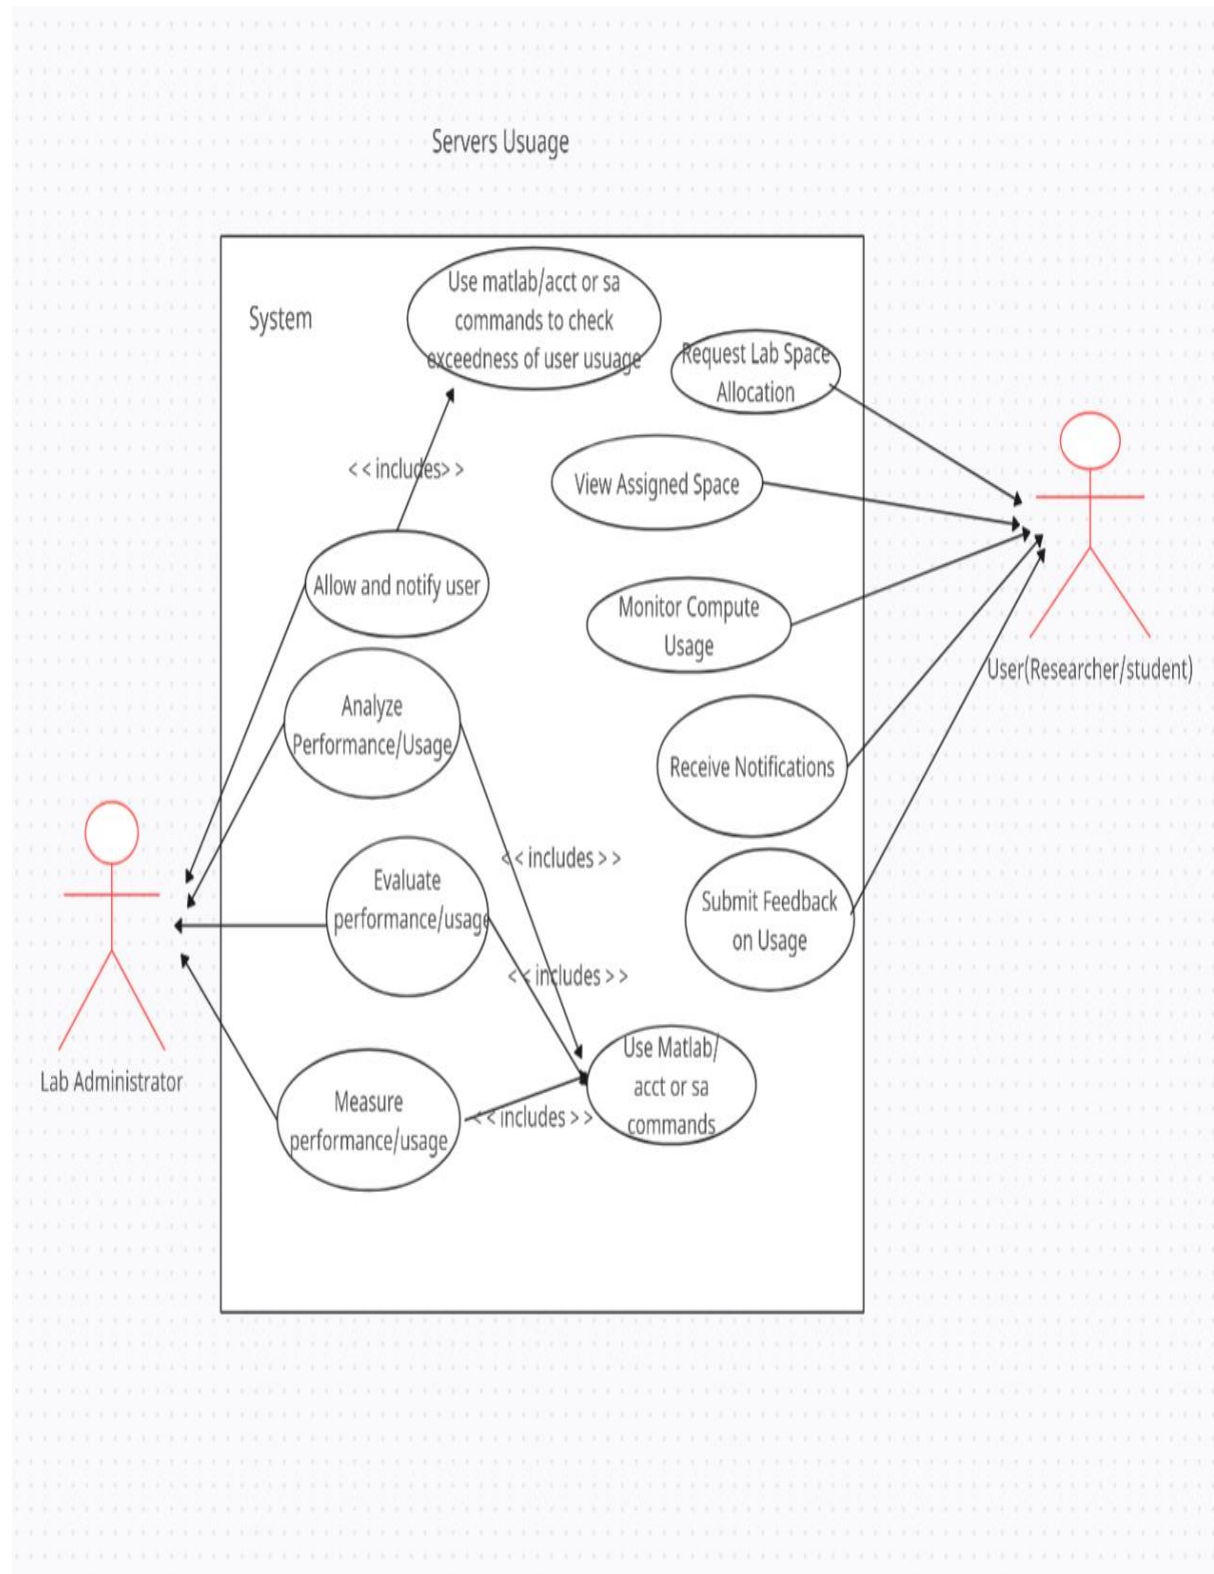 Servers Usuage
System
Use matlab/acct or sa
commands to check
exceedness of user usuage
Request Lab Space
Allocation
<< includes> >
View Assigned Space
Allow and notify user
Monitor Compute
Usage
User(Researcher/student)
Analyze
Performance/Usage
Receive Notifications
<< includes > >
Evaluate
performance/usage
Submit Feedback
on Usage
<< includes > >
Lab Administrator
Use Matlab/
acct or sa
commands
Measure
performance/usage
<< includes > >